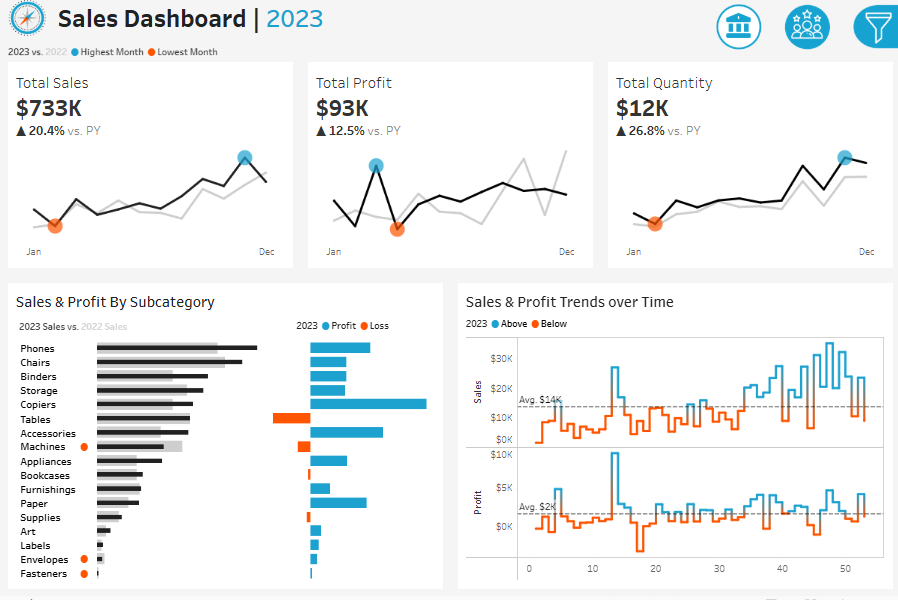 Sales Dashboard | 2023
2023 vs. 2022 Highest Month Lowest Month
Total Sales
$733K
▲ 20.4% vs. PY
Jan Dec
Total Profit
$93K
▲ 12.5% vs. PY
Jan Dec
Total Quantity
$12K
▲ 26.8% vs. PY
Jan Dec
Sales & Profit By Subcategory
2023 Sales vs. 2022 Sales
2023 Profit Loss
Phones
Chairs
Binders
Storage
Copiers
Tables
Accessories
Machines
Appliances
Bookcases
Furnishings
Paper
Supplies
Art
Labels
Envelopes
Fasteners
Sales & Profit Trends over Time
2023 Above Below
Sales
$30K
$20K
Avg. $14K
$10K
$0K
Profit
$10K
$5K
Avg. $2K
$0K
0 10 20 30 40 50